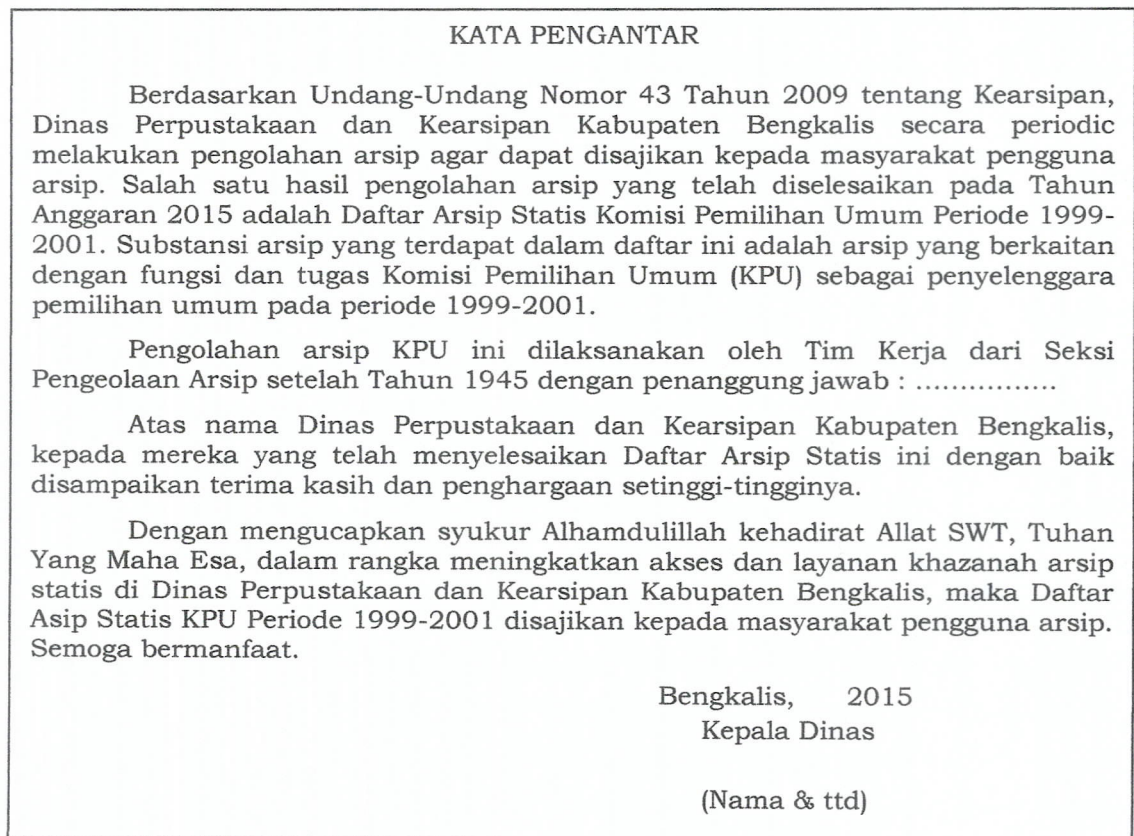 KATA PENGANTAR
Berdasarkan Undang-Undang Nomor 43 Tahun 2009 tentang Kearsipan,
Dinas Perpustakaan dan Kearsipan Kabupaten Bengkalis secara periodic
melakukan pengolahan arsip agar dapat disajikan kepada masyarakat pengguna
arsip. Salah satu hasil pengolahan arsip yang telah diselesaikan pada Tahun
Anggaran 2015 adalah Daftar Arsip Statis Komisi Pemilihan Umum Periode 1999-
2001. Substansi arsip yang terdapat dalam daftar ini adalah arsip yang berkaitan
dengan fungsi dan tugas Komisi Pemilihan Umum (KPU) sebagai penyelenggara
pemilihan umum pada periode 1999-2001.
Pengolahan arsip KPU ini dilaksanakan oleh Tim Kerja dari Seksi
Pengeolaan Arsip setelah Tahun 1945 dengan penanggung jawab : ................
Atas nama Dinas Perpustakaan dan Kearsipan Kabupaten Bengkalis,
kepada mereka yang telah menyelesaikan Daftar Arsip Statis ini dengan baik
disampaikan terima kasih dan penghargaan setinggi-tingginya.
Dengan mengucapkan syukur Alhamdulillah kehadirat Allat SWT, Tuhan
Yang Maha Esa, dalam rangka meningkatkan akses dan layanan khazanah arsip
statis di Dinas Perpustakaan dan Kearsipan Kabupaten Bengkalis, maka Daftar
Asip Statis KPU Periode 1999-2001 disajikan kepada masyarakat pengguna arsip.
Semoga bermanfaat.
Bengkalis, 2015
Kepala Dinas
(Nama & ttd)